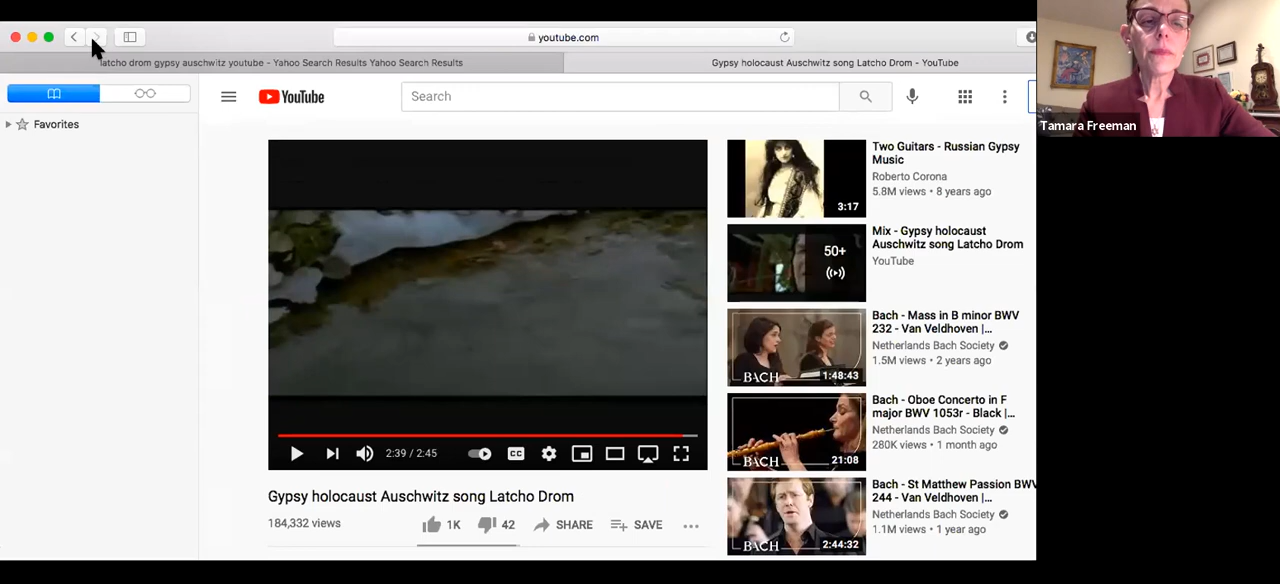 youtube.com
latcho drom gypsy auschwitz youtube - Yahoo Search Results Yahoo Search Results
Gypsy holocaust Auschwitz song Latcho Drom - YouTube
Favorites
YouTube
Search
2:39 / 2:45
CC
Gypsy holocaust Auschwitz song Latcho Drom
184,332 views
1K
42
SHARE
SAVE
3:17
Two Guitars - Russian Gypsy
Music
Roberto Corona
5.8M views • 8 years ago
50+
Mix - Gypsy holocaust
Auschwitz song Latcho Drom
YouTube
BACH
1:48:43
Bach - Mass in B minor BWV
232 - Van Veldhoven |...
Netherlands Bach Society
1.5M views • 2 years ago
BACH
21:08
Bach - Oboe Concerto in F
major BWV 1053r - Black |...
Netherlands Bach Society
280K views • 1 month ago
BACH
2:44:32
Bach - St Matthew Passion BWV
244 - Van Veldhoven |...
Netherlands Bach Society
1.1M views • 1 year ago
Tamara Freeman